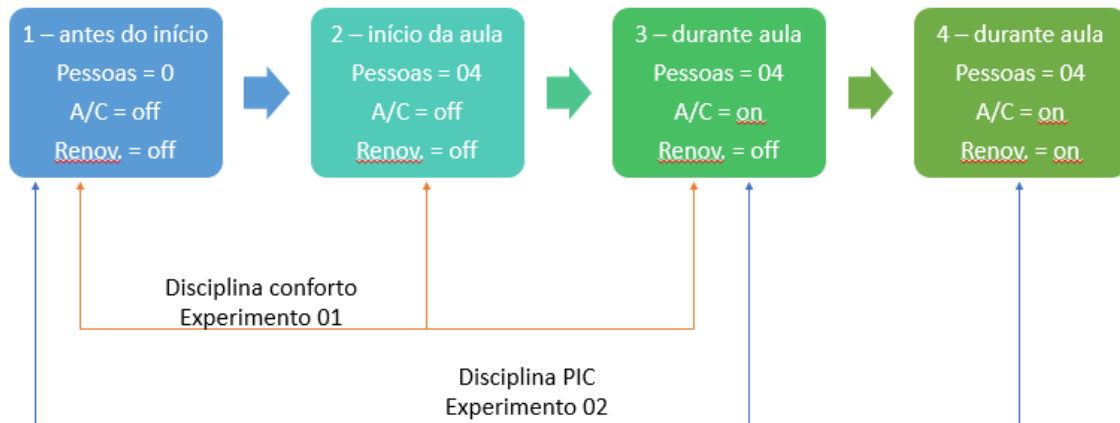 1 – antes do início
Pessoas = 0
A/C = off
Renov. = off
2 – início da aula
Pessoas = 04
A/C = off
Renov. = off
3 – durante aula
Pessoas = 04
A/C = on
Renov. = off
4 – durante aula
Pessoas = 04
A/C = on
Renov. = on
Disciplina conforto
Experimento 01
Disciplina PIC
Experimento 02